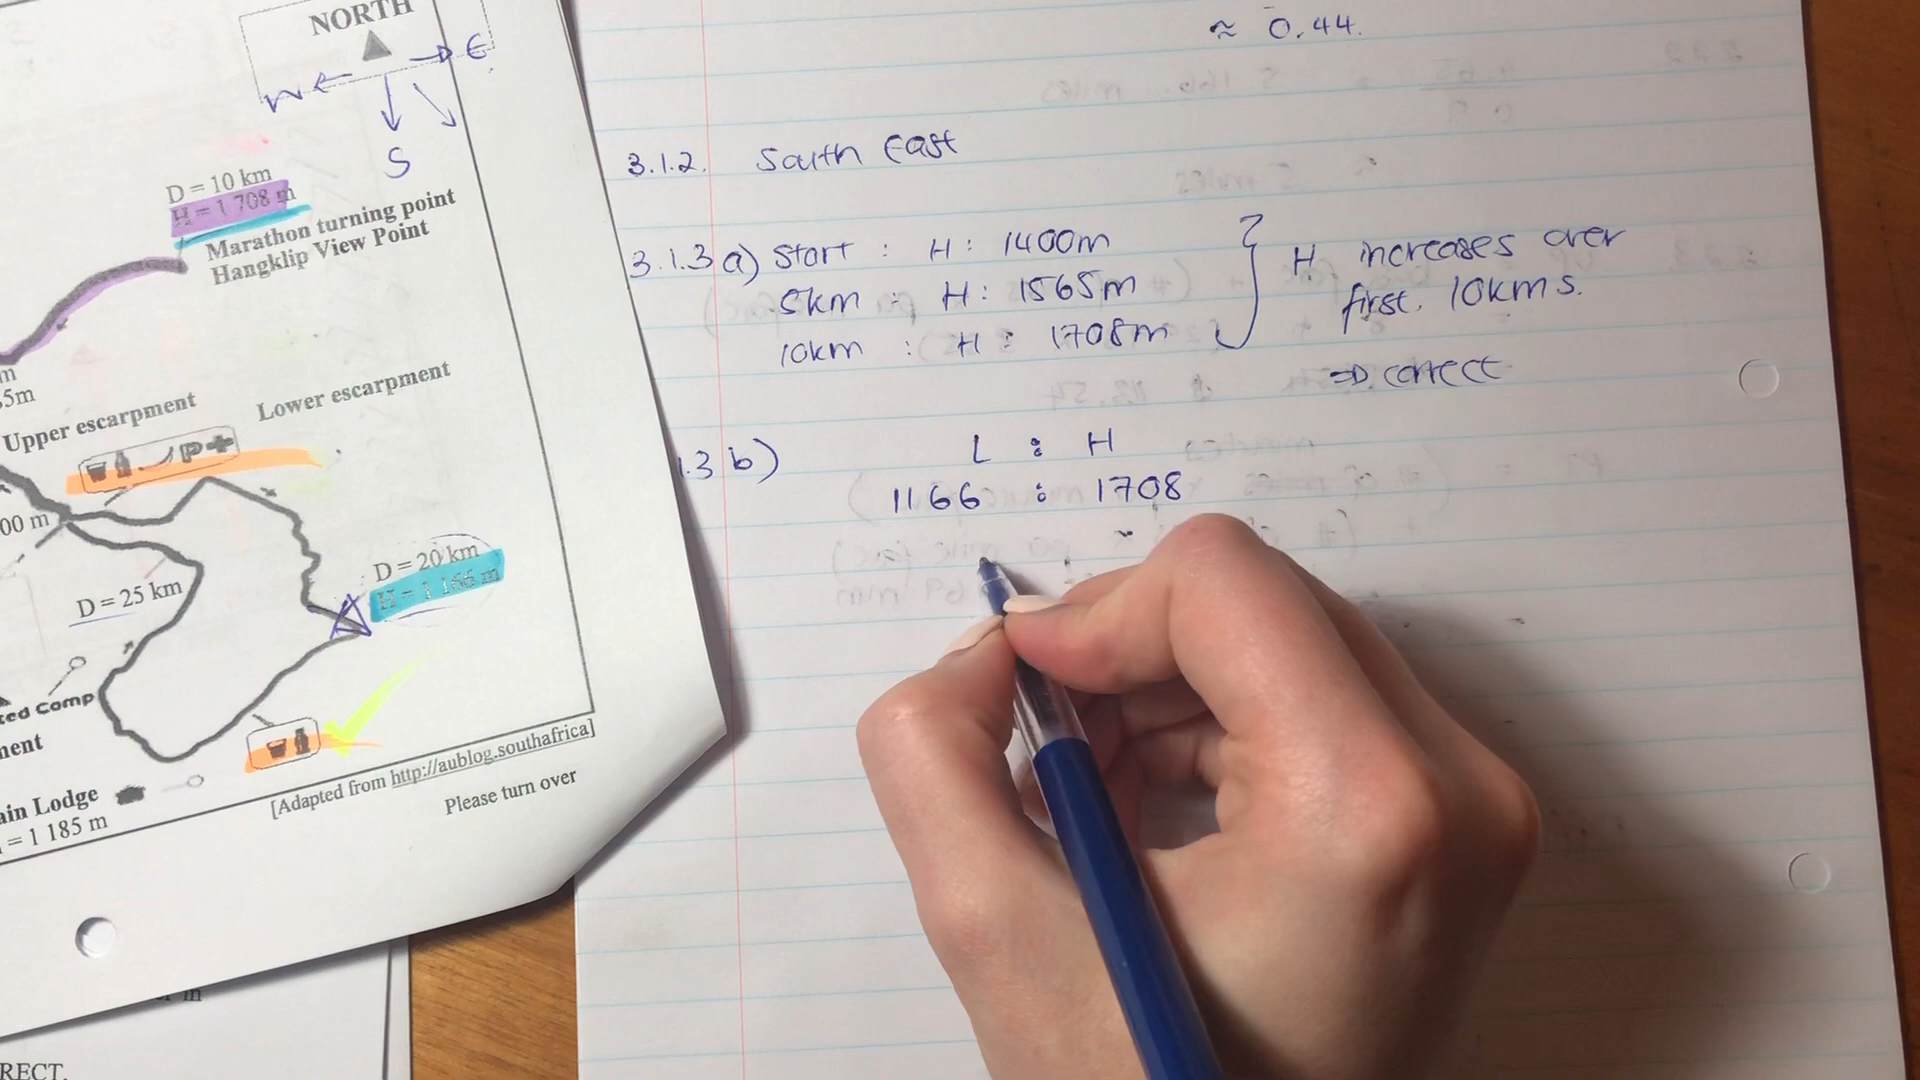 NORTH
W
E
S
D = 10 km
H = 1 708 m
Marathon turning point
Hangklip View Point
m
5m
Upper escarpment
Lower escarpment
P
00 m
D = 20 km
H = 1 166 m
D = 25 km
ted Camp
ment
ain Lodge
= 1 185 m
[Adapted from http://aublog.southafrica]
Please turn over
m
RECT.
≈ 0.44.
3.1.2. South East
3.1.3 a) Start : H : 1400m
5km : H : 1565m
10km : H : 1708m
H increases over
first 10kms.
⇒ correct
1.3 b) L : H
1166 : 1708